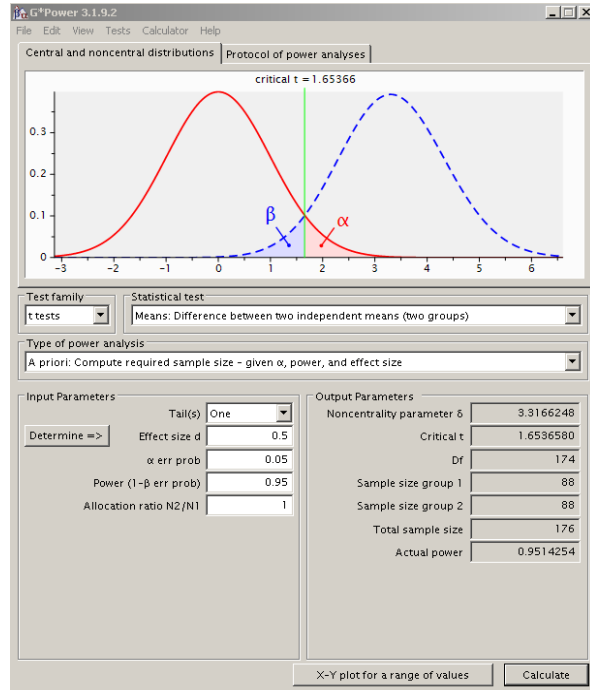 G*Power 3.1.9.2
File Edit View Tests Calculator Help
Central and noncentral distributions Protocol of power analyses
critical t = 1.65366
0.3
0.2
0.1
0
β α
-3 -2 -1 0 1 2 3 4 5 6
Test family Statistical test
t tests Means: Difference between two independent means (two groups)
Type of power analysis
A priori: Compute required sample size – given α, power, and effect size
Input Parameters
Tail(s) One
Determine => Effect size d 0.5
α err prob 0.05
Power (1-β err prob) 0.95
Allocation ratio N2/N1 1
Output Parameters
Noncentrality parameter δ 3.3166248
Critical t 1.6536580
Df 174
Sample size group 1 88
Sample size group 2 88
Total sample size 176
Actual power 0.9514254
X-Y plot for a range of values Calculate